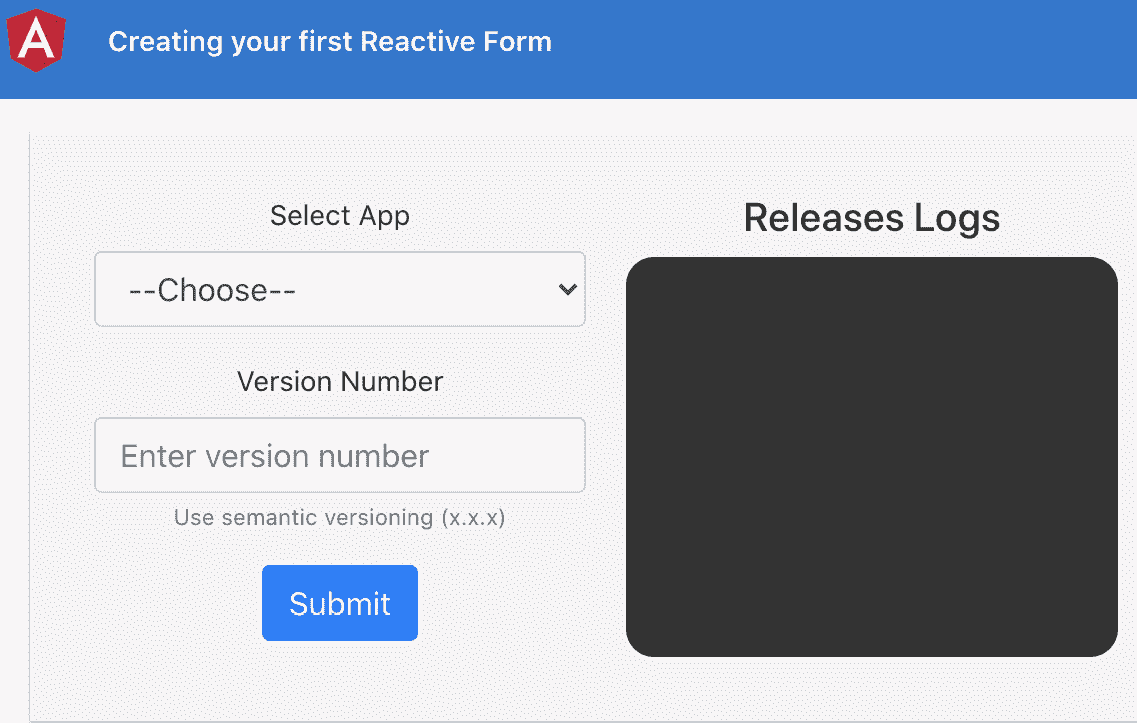 Creating your first Reactive Form
Select App
--Choose--
Version Number
Enter version number
Use semantic versioning (x.x.x)
Submit
Releases Logs